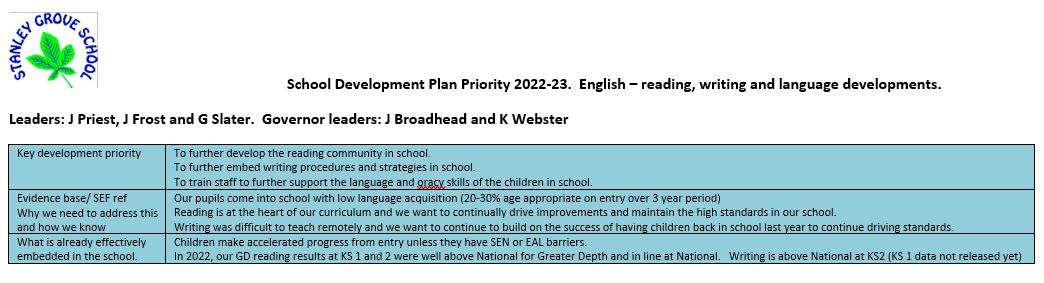 STANLEY GROVE SCHOOL
School Development Plan Priority 2022-23.  English – reading, writing and language developments.
Leaders: J Priest, J Frost and G Slater.  Governor leaders: J Broadhead and K Webster
Key development priority
To further develop the reading community in school.
To further embed writing procedures and strategies in school.
To train staff to further support the language and oracy skills of the children in school.
Evidence base/ SEF ref
Why we need to address this
and how we know
Our pupils come into school with low language acquisition (20-30% age appropriate on entry over 3 year period)
Reading is at the heart of our curriculum and we want to continually drive improvements and maintain the high standards in our school.
Writing was difficult to teach remotely and we want to continue to build on the success of having children back in school last year to continue driving standards.
What is already effectively
embedded in the school.
Children make accelerated progress from entry unless they have SEN or EAL barriers.
In 2022, our GD reading results at KS 1 and 2 were well above National for Greater Depth and in line at National.   Writing is above National at KS2 (KS 1 data not released yet)